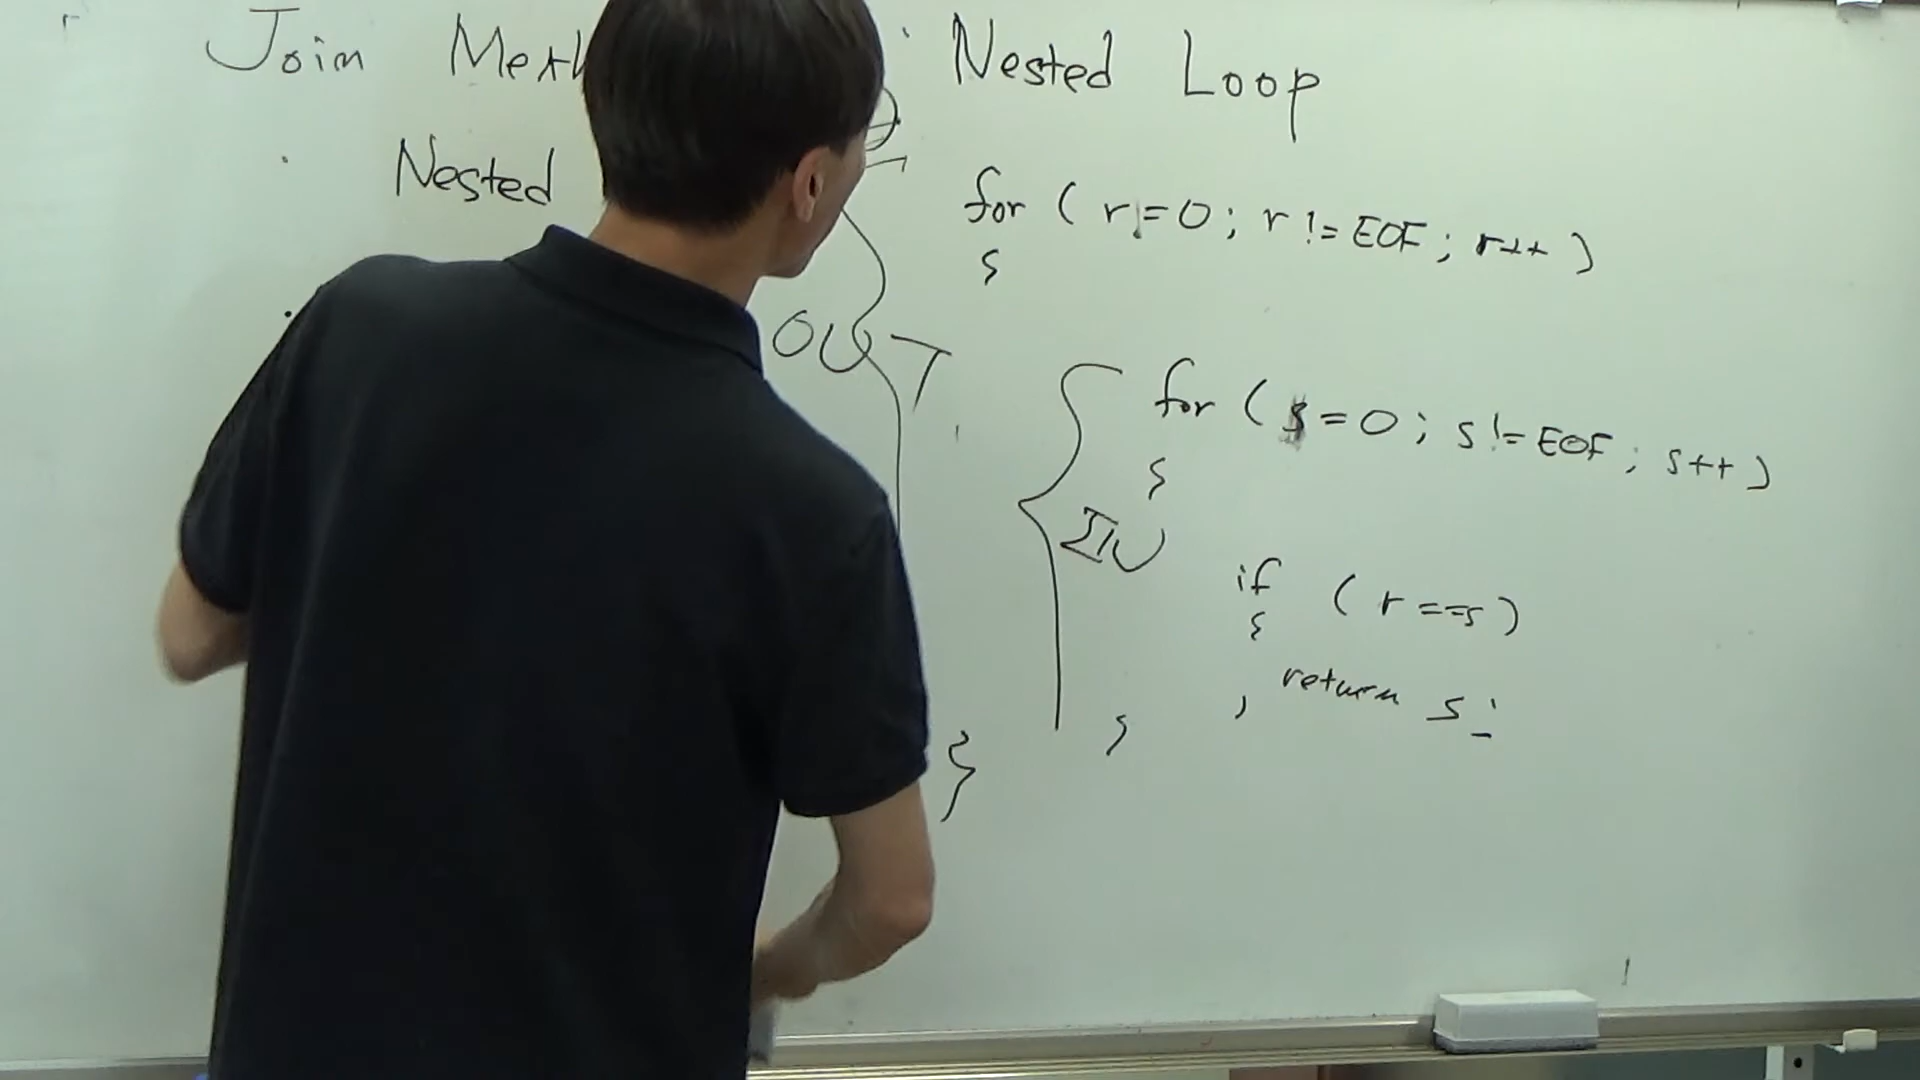 Join
Nested
OUT
Nested Loop
for ( r=0 ; r != EOF ; r++ )
{
for ( s=0 ; s != EOF ; s++ )
{
IN
if ( r==s )
{
return s ;
}
}
}